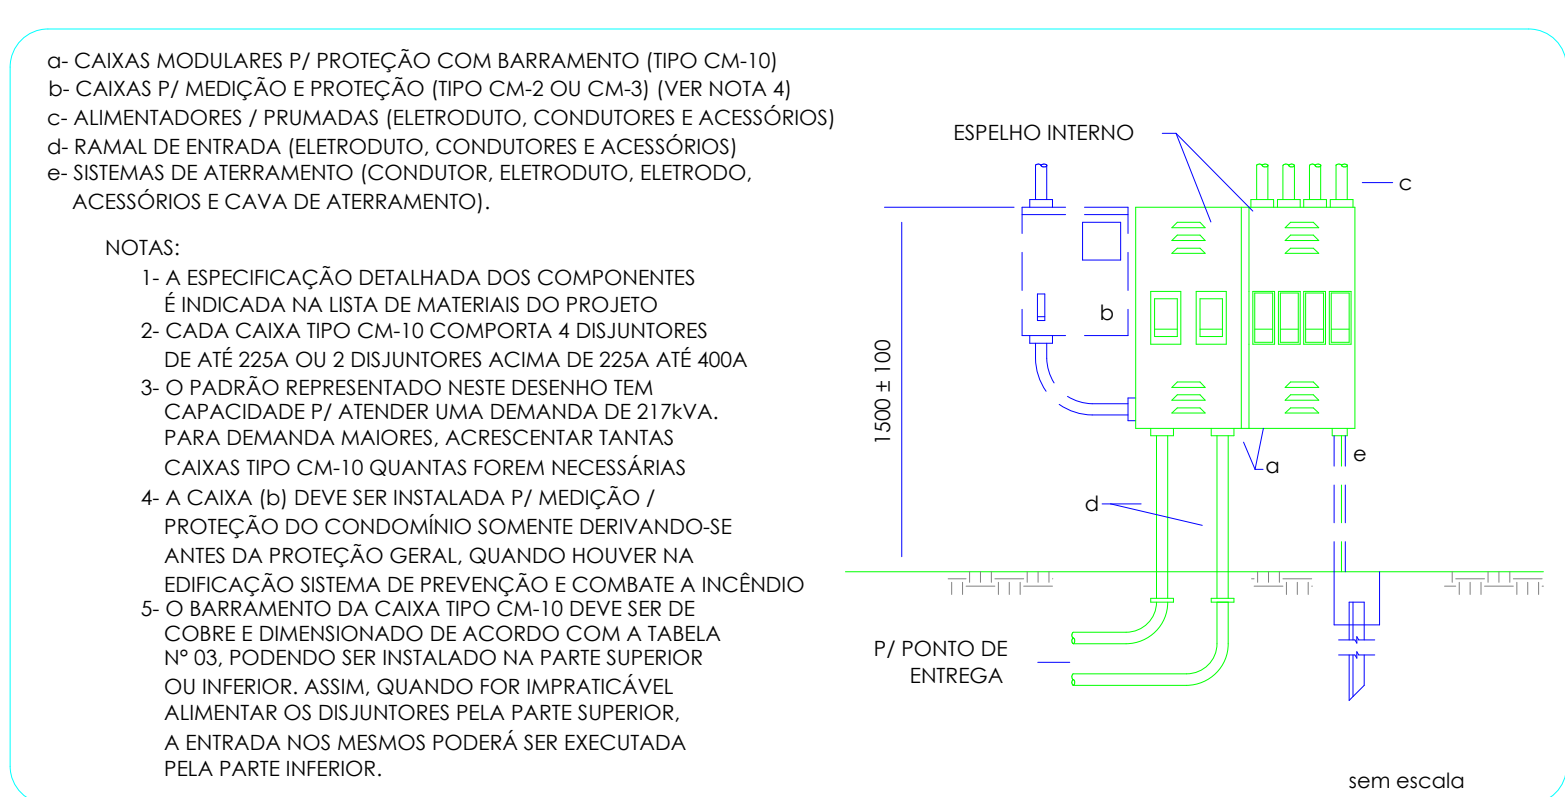 a- CAIXAS MODULARES P/ PROTEÇÃO COM BARRAMENTO (TIPO CM-10)
b- CAIXAS P/ MEDIÇÃO E PROTEÇÃO (TIPO CM-2 OU CM-3) (VER NOTA 4)
c- ALIMENTADORES / PRUMADAS (ELETRODUTO, CONDUTORES E ACESSÓRIOS)
d- RAMAL DE ENTRADA (ELETRODUTO, CONDUTORES E ACESSÓRIOS)
e- SISTEMAS DE ATERRAMENTO (CONDUTOR, ELETRODUTO, ELETRODO,
ACESSÓRIOS E CAVA DE ATERRAMENTO).
NOTAS:
1- A ESPECIFICAÇÃO DETALHADA DOS COMPONENTES
É INDICADA NA LISTA DE MATERIAIS DO PROJETO
2- CADA CAIXA TIPO CM-10 COMPORTA 4 DISJUNTORES
DE ATÉ 225A OU 2 DISJUNTORES ACIMA DE 225A ATÉ 400A
3- O PADRÃO REPRESENTADO NESTE DESENHO TEM
CAPACIDADE P/ ATENDER UMA DEMANDA DE 217kVA.
PARA DEMANDA MAIORES, ACRESCENTAR TANTAS
CAIXAS TIPO CM-10 QUANTAS FOREM NECESSÁRIAS
4- A CAIXA (b) DEVE SER INSTALADA P/ MEDIÇÃO /
PROTEÇÃO DO CONDOMÍNIO SOMENTE DERIVANDO-SE
ANTES DA PROTEÇÃO GERAL, QUANDO HOUVER NA
EDIFICAÇÃO SISTEMA DE PREVENÇÃO E COMBATE A INCÊNDIO
5- O BARRAMENTO DA CAIXA TIPO CM-10 DEVE SER DE
COBRE E DIMENSIONADO DE ACORDO COM A TABELA
Nº 03, PODENDO SER INSTALADO NA PARTE SUPERIOR
OU INFERIOR. ASSIM, QUANDO FOR IMPRATICÁVEL
ALIMENTAR OS DISJUNTORES PELA PARTE SUPERIOR,
A ENTRADA NOS MESMOS PODERÁ SER EXECUTADA
PELA PARTE INFERIOR.
ESPELHO INTERNO
c
b
1500 ± 100
a
e
d
P/ PONTO DE
ENTREGA
sem escala